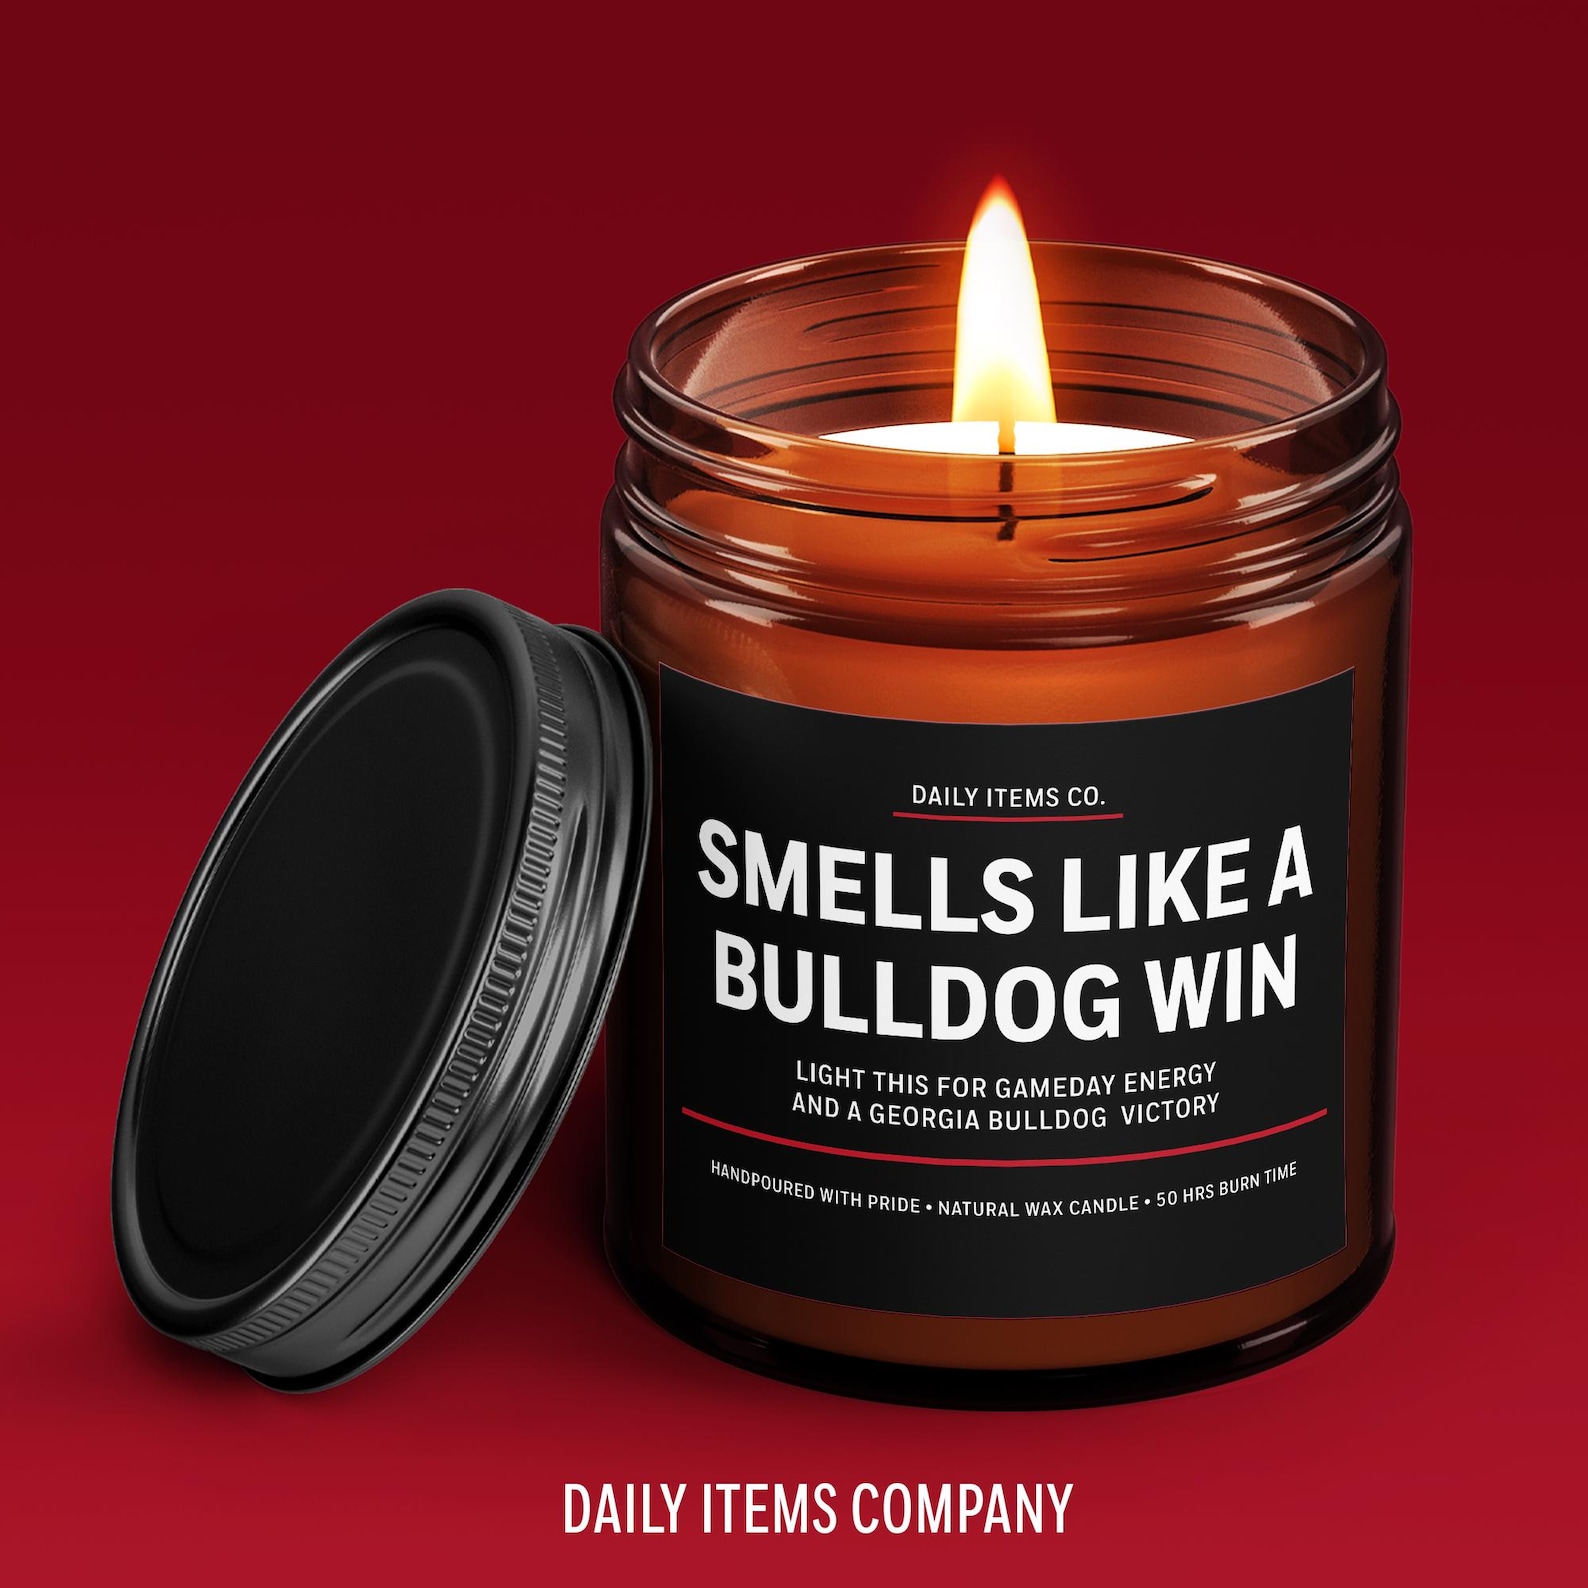 DAILY ITEMS CO.
SMELLS LIKE A
BULLDOG WIN
LIGHT THIS FOR GAMEDAY ENERGY
AND A GEORGIA BULLDOG VICTORY
HANDPOURED WITH PRIDE • NATURAL WAX CANDLE • 50 HRS BURN TIME
DAILY ITEMS COMPANY